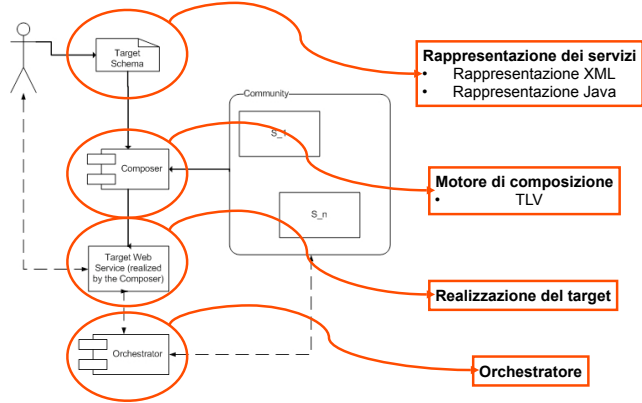 Target
Schema
Rappresentazione dei servizi
• Rappresentazione XML
• Rappresentazione Java
Community
S_1
Composer
S_n
Motore di composizione
• TLV
Target Web
Service (realized
by the Composer)
Realizzazione del target
Orchestrator
Orchestratore